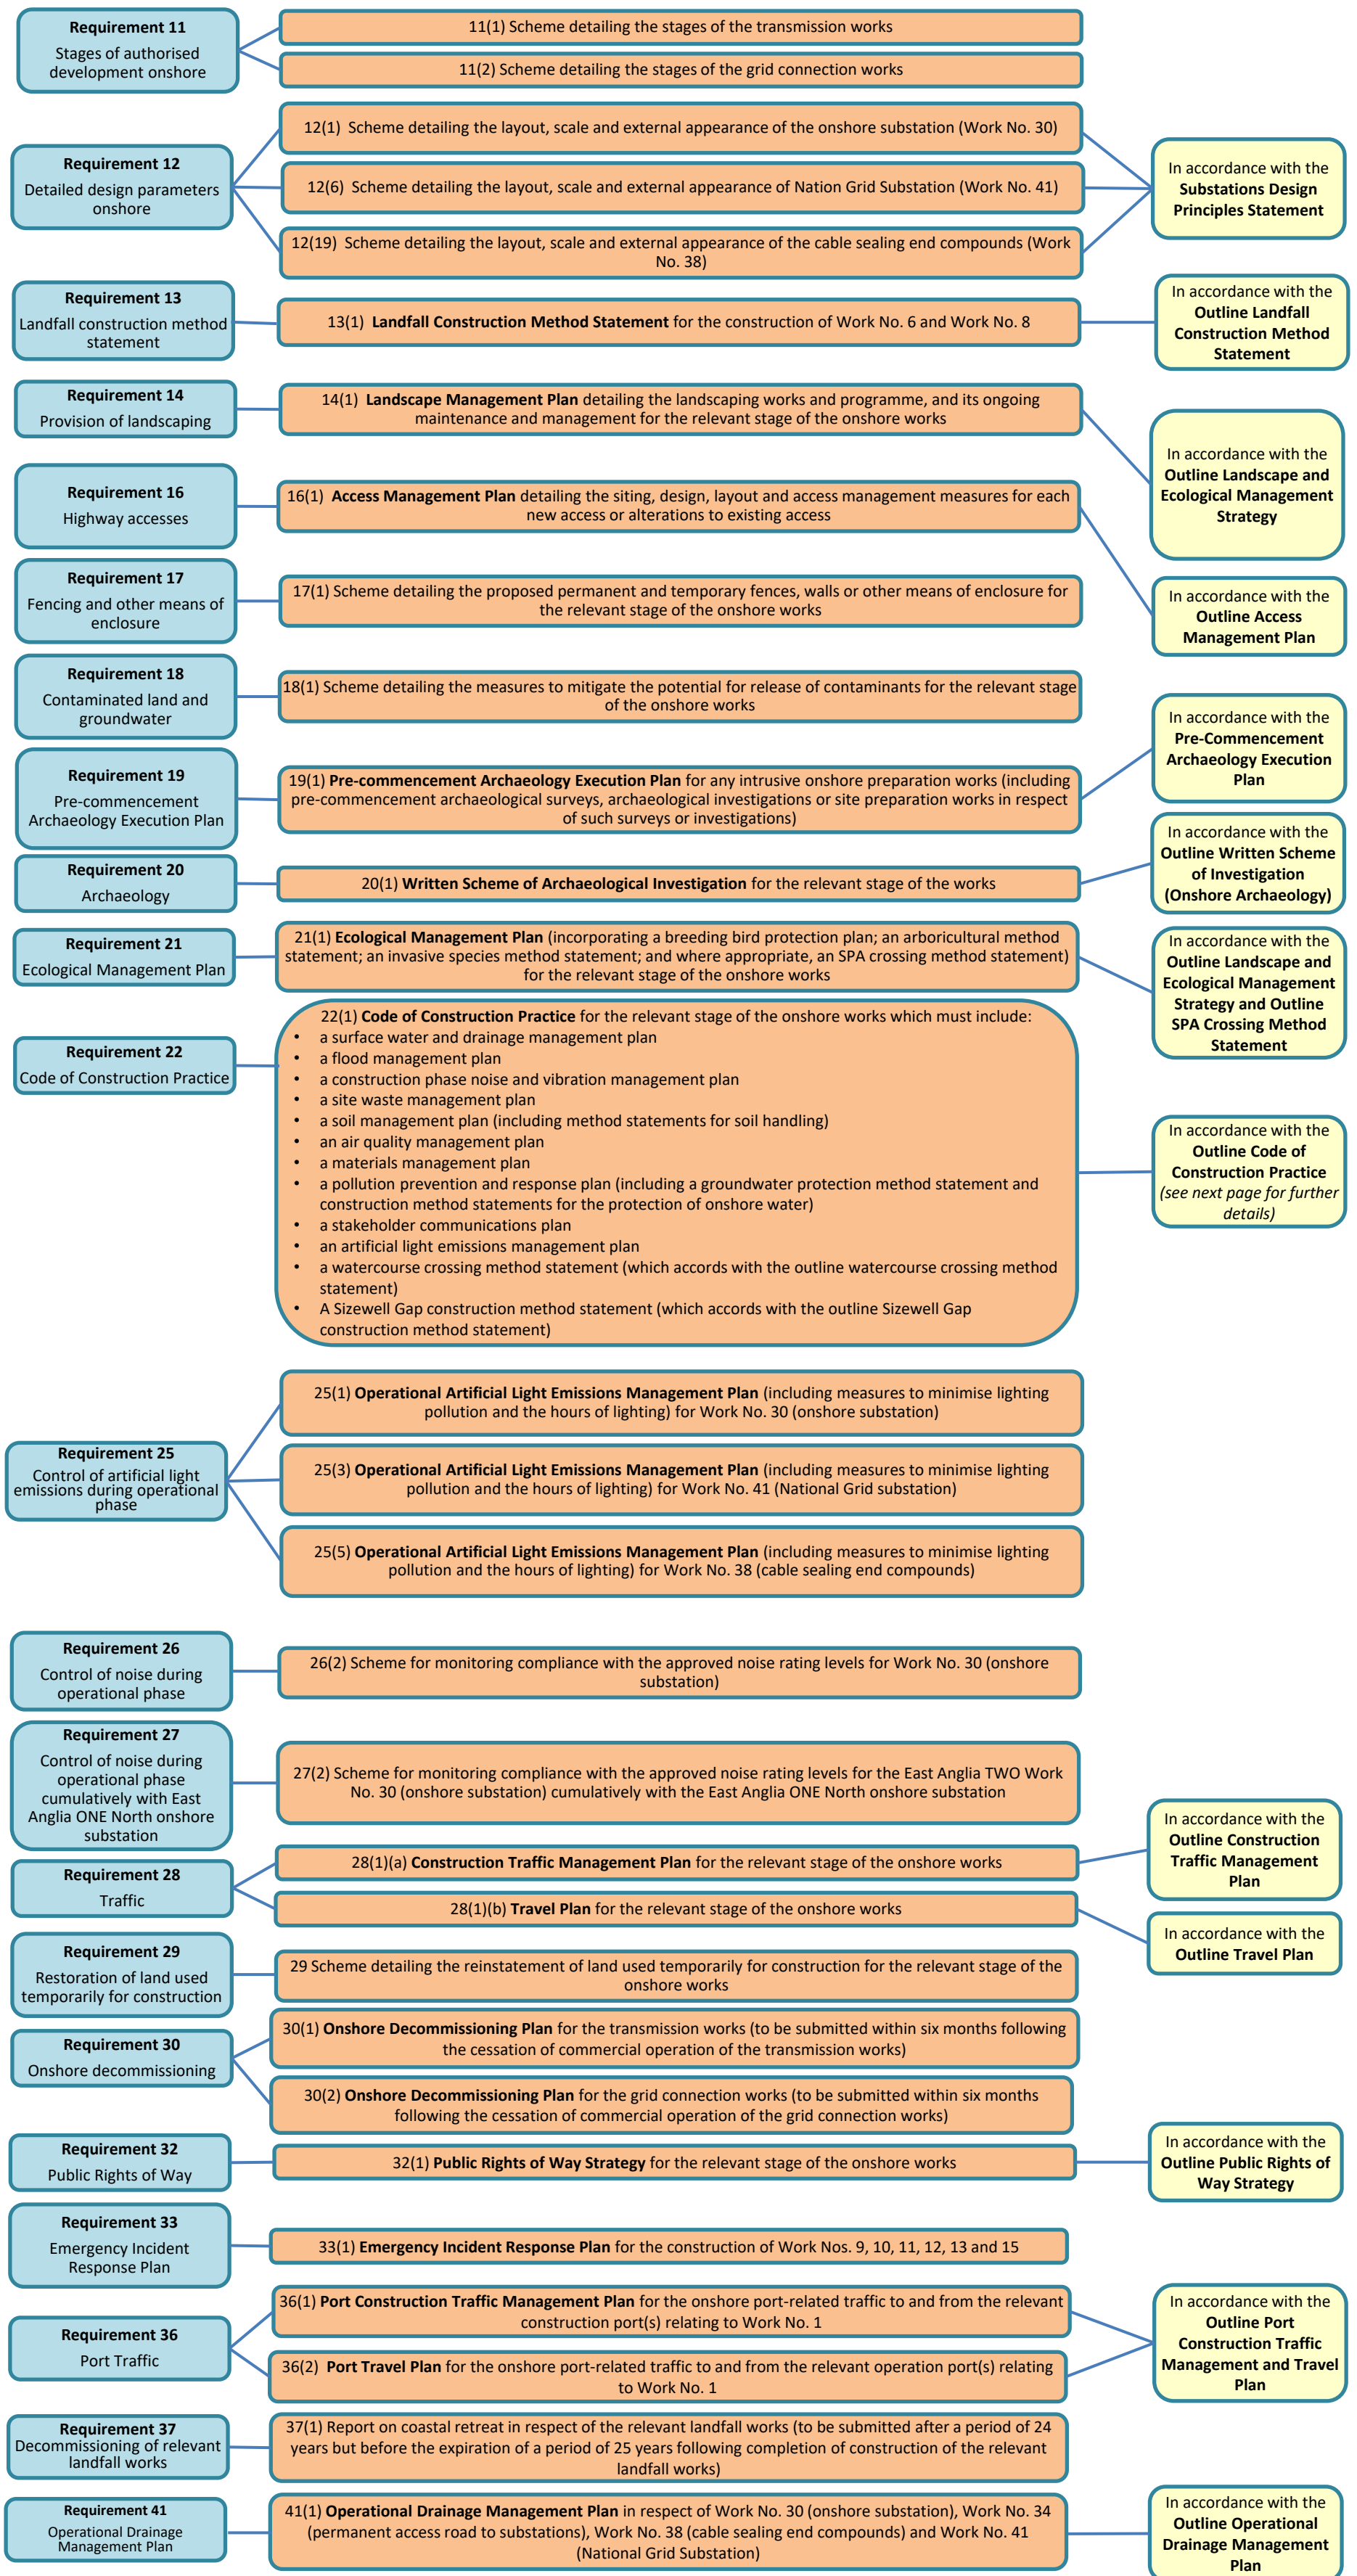 Requirement 11
Stages of authorised
development onshore
11(1) Scheme detailing the stages of the transmission works
11(2) Scheme detailing the stages of the grid connection works
Requirement 12
Detailed design parameters
onshore
12(1) Scheme detailing the layout, scale and external appearance of the onshore substation (Work No. 30)
12(6) Scheme detailing the layout, scale and external appearance of Nation Grid Substation (Work No. 41)
12(19) Scheme detailing the layout, scale and external appearance of the cable sealing end compounds (Work
No. 38)
In accordance with the
Substations Design
Principles Statement
Requirement 13
Landfall construction method
statement
13(1) Landfall Construction Method Statement for the construction of Work No. 6 and Work No. 8
In accordance with the
Outline Landfall
Construction Method
Statement
Requirement 14
Provision of landscaping
14(1) Landscape Management Plan detailing the landscaping works and programme, and its ongoing
maintenance and management for the relevant stage of the onshore works
In accordance with the
Outline Landscape and
Ecological Management
Strategy
Requirement 16
Highway accesses
16(1) Access Management Plan detailing the siting, design, layout and access management measures for each
new access or alterations to existing access
In accordance with the
Outline Access
Management Plan
Requirement 17
Fencing and other means of
enclosure
17(1) Scheme detailing the proposed permanent and temporary fences, walls or other means of enclosure for
the relevant stage of the onshore works
Requirement 18
Contaminated land and
groundwater
18(1) Scheme detailing the measures to mitigate the potential for release of contaminants for the relevant stage
of the onshore works
Requirement 19
Pre-commencement
Archaeology Execution Plan
19(1) Pre-commencement Archaeology Execution Plan for any intrusive onshore preparation works (including
pre-commencement archaeological surveys, archaeological investigations or site preparation works in respect
of such surveys or investigations)
In accordance with the
Pre-Commencement
Archaeology Execution
Plan
Requirement 20
Archaeology
20(1) Written Scheme of Archaeological Investigation for the relevant stage of the works
In accordance with the
Outline Written Scheme
of Investigation
(Onshore Archaeology)
Requirement 21
Ecological Management Plan
21(1) Ecological Management Plan (incorporating a breeding bird protection plan; an arboricultural method
statement; an invasive species method statement; and where appropriate, an SPA crossing method statement)
for the relevant stage of the onshore works
In accordance with the
Outline Landscape and
Ecological Management
Strategy and Outline
SPA Crossing Method
Statement
Requirement 22
Code of Construction Practice
22(1) Code of Construction Practice for the relevant stage of the onshore works which must include:
• a surface water and drainage management plan
• a flood management plan
• a construction phase noise and vibration management plan
• a site waste management plan
• a soil management plan (including method statements for soil handling)
• an air quality management plan
• a materials management plan
• a pollution prevention and response plan (including a groundwater protection method statement and
construction method statements for the protection of onshore water)
• a stakeholder communications plan
• an artificial light emissions management plan
• a watercourse crossing method statement (which accords with the outline watercourse crossing method
statement)
• A Sizewell Gap construction method statement (which accords with the outline Sizewell Gap
construction method statement)
In accordance with the
Outline Code of
Construction Practice
(see next page for further
details)
Requirement 25
Control of artificial light
emissions during operational
phase
25(1) Operational Artificial Light Emissions Management Plan (including measures to minimise lighting
pollution and the hours of lighting) for Work No. 30 (onshore substation)
25(3) Operational Artificial Light Emissions Management Plan (including measures to minimise lighting
pollution and the hours of lighting) for Work No. 41 (National Grid substation)
25(5) Operational Artificial Light Emissions Management Plan (including measures to minimise lighting
pollution and the hours of lighting) for Work No. 38 (cable sealing end compounds)
Requirement 26
Control of noise during
operational phase
26(2) Scheme for monitoring compliance with the approved noise rating levels for Work No. 30 (onshore
substation)
Requirement 27
Control of noise during
operational phase
cumulatively with East
Anglia ONE North onshore
substation
27(2) Scheme for monitoring compliance with the approved noise rating levels for the East Anglia TWO Work
No. 30 (onshore substation) cumulatively with the East Anglia ONE North onshore substation
Requirement 28
Traffic
28(1)(a) Construction Traffic Management Plan for the relevant stage of the onshore works
28(1)(b) Travel Plan for the relevant stage of the onshore works
In accordance with the
Outline Construction
Traffic Management
Plan
In accordance with the
Outline Travel Plan
Requirement 29
Restoration of land used
temporarily for construction
29 Scheme detailing the reinstatement of land used temporarily for construction for the relevant stage of the
onshore works
Requirement 30
Onshore decommissioning
30(1) Onshore Decommissioning Plan for the transmission works (to be submitted within six months following
the cessation of commercial operation of the transmission works)
30(2) Onshore Decommissioning Plan for the grid connection works (to be submitted within six months
following the cessation of commercial operation of the grid connection works)
Requirement 32
Public Rights of Way
32(1) Public Rights of Way Strategy for the relevant stage of the onshore works
In accordance with the
Outline Public Rights of
Way Strategy
Requirement 33
Emergency Incident
Response Plan
33(1) Emergency Incident Response Plan for the construction of Work Nos. 9, 10, 11, 12, 13 and 15
Requirement 36
Port Traffic
36(1) Port Construction Traffic Management Plan for the onshore port-related traffic to and from the relevant
construction port(s) relating to Work No. 1
36(2) Port Travel Plan for the onshore port-related traffic to and from the relevant operation port(s) relating
to Work No. 1
In accordance with the
Outline Port
Construction Traffic
Management and Travel
Plan
Requirement 37
Decommissioning of relevant
landfall works
37(1) Report on coastal retreat in respect of the relevant landfall works (to be submitted after a period of 24
years but before the expiration of a period of 25 years following completion of construction of the relevant
landfall works)
Requirement 41
Operational Drainage
Management Plan
41(1) Operational Drainage Management Plan in respect of Work No. 30 (onshore substation), Work No. 34
(permanent access road to substations), Work No. 38 (cable sealing end compounds) and Work No. 41
(National Grid Substation)
In accordance with the
Outline Operational
Drainage Management
Plan